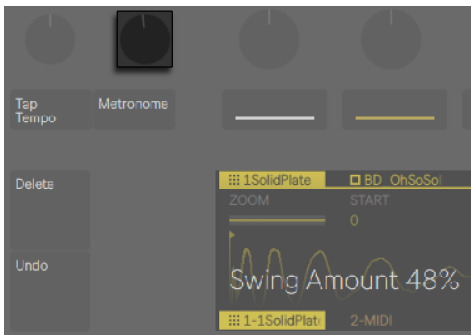 Tap
Tempo
Metronome
Delete
1SolidPlate
BD_OhSoSol
ZOOM
START
0
Undo
Swing Amount 48%
1-1SolidPlat
2-MIDI